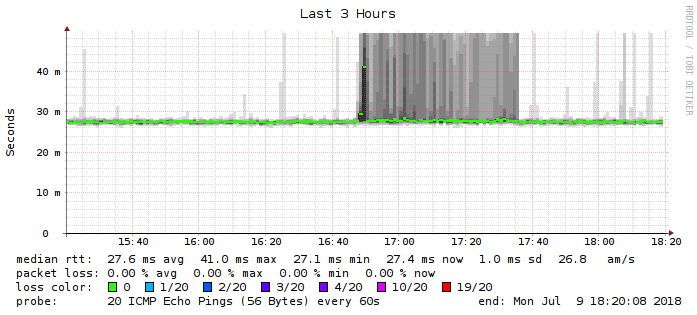 Last 3 Hours
RRDTOOL / TOBI OETIKER
Seconds
40 m
30 m
20 m
10 m
0
15:40 16:00 16:20 16:40 17:00 17:20 17:40 18:00 18:20
median rtt: 27.6 ms avg 41.0 ms max 27.1 ms min 27.4 ms now 1.0 ms sd 26.8 am/s
packet loss: 0.00 % avg 0.00 % max 0.00 % min 0.00 % now
loss color: 0 1/20 2/20 3/20 4/20 10/20 19/20
probe: 20 ICMP Echo Pings (56 Bytes) every 60s end: Mon Jul 9 18:20:08 2018